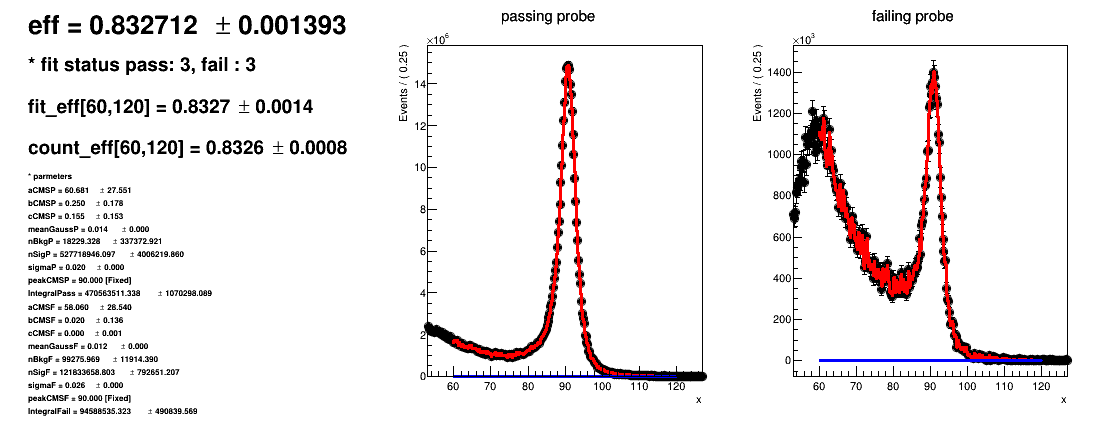 eff = 0.832712 ± 0.001393
* fit status pass: 3, fail : 3
fit_eff[60,120] = 0.8327 ± 0.0014
count_eff[60,120] = 0.8326 ± 0.0008
* parmeters
aCMSP = 60.681 ± 27.551
bCMSP = 0.250 ± 0.178
cCMSP = 0.155 ± 0.153
meanGaussP = 0.014 ± 0.000
nBkgP = 18229.328 ± 337372.921
nSigP = 527718946.097 ± 4006219.860
sigmaP = 0.020 ± 0.000
peakCMSP = 90.000 [Fixed]
IntegralPass = 470563511.338 ± 1070298.089
aCMSF = 58.060 ± 28.540
bCMSF = 0.020 ± 0.136
cCMSF = 0.000 ± 0.001
meanGaussF = 0.012 ± 0.000
nBkgF = 99275.969 ± 11914.390
nSigF = 121833658.803 ± 792651.207
sigmaF = 0.026 ± 0.000
peakCMSF = 90.000 [Fixed]
IntegralFail = 94588535.323 ± 490839.569
passing probe
×10⁶
Events / ( 0.25 )
14
12
10
8
6
4
2
0
60 70 80 90 100 110 120
x
failing probe
×10³
Events / ( 0.25 )
1400
1200
1000
800
600
400
200
0
60 70 80 90 100 110 120
x